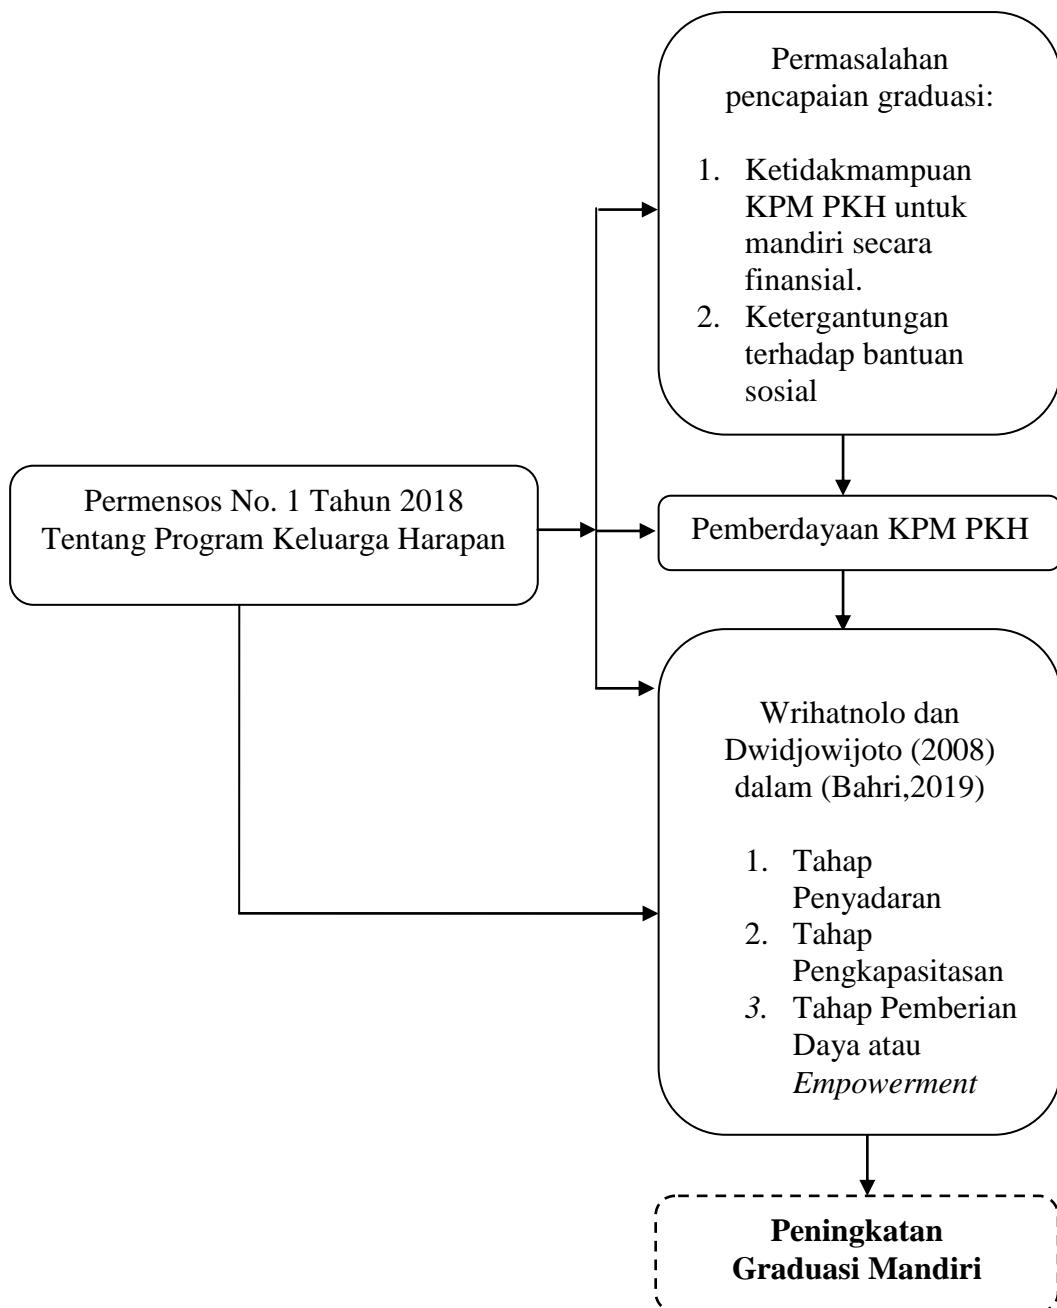 Permasalahan
pencapaian graduasi:
1. Ketidakmampuan
KPM PKH untuk
mandiri secara
finansial.
2. Ketergantungan
terhadap bantuan
sosial
Permensos No. 1 Tahun 2018
Tentang Program Keluarga Harapan
Pemberdayaan KPM PKH
Wrihatnolo dan
Dwidjowijoto (2008)
dalam (Bahri,2019)
1. Tahap
Penyadaran
2. Tahap
Pengkapasitasan
3. Tahap Pemberian
Daya atau
Empowerment
Peningkatan
Graduasi Mandiri